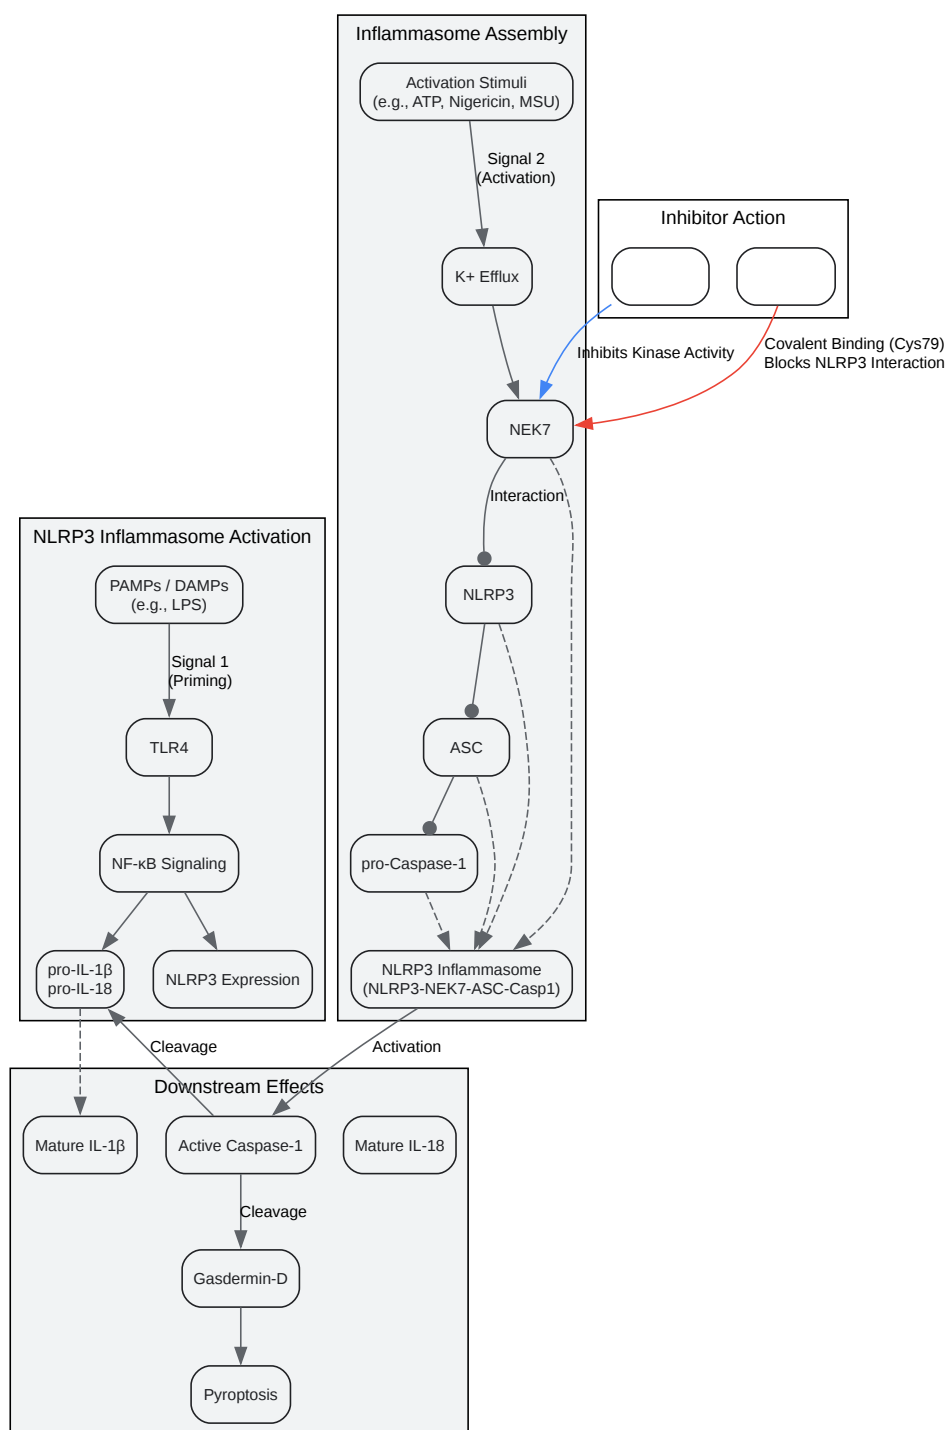 Inflammasome Assembly
Activation Stimuli
(e.g., ATP, Nigericin, MSU)
Signal 2
(Activation)
Inhibitor Action
K+ Efflux
Inhibits Kinase Activity
Covalent Binding (Cys79)
Blocks NLRP3 Interaction
NEK7
Interaction
NLRP3 Inflammasome Activation
PAMPs / DAMPs
(e.g., LPS)
NLRP3
Signal 1
(Priming)
TLR4
ASC
NF-κB Signaling
pro-Caspase-1
pro-IL-1β
pro-IL-18
NLRP3 Expression
NLRP3 Inflammasome
(NLRP3-NEK7-ASC-Casp1)
Cleavage
Activation
Downstream Effects
Mature IL-1β
Active Caspase-1
Mature IL-18
Cleavage
Gasdermin-D
Pyroptosis